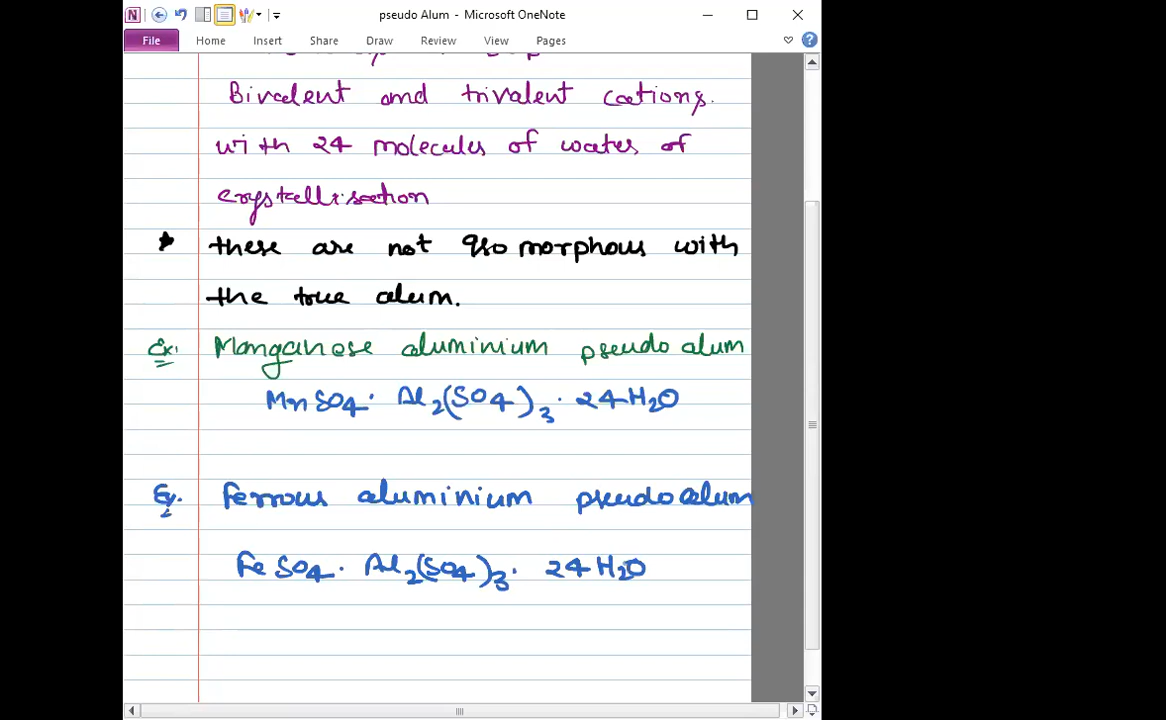 pseudo Alum - Microsoft OneNote
File Home Insert Share Draw Review View Pages
Bivalent and trivalent cations.
with 24 molecules of water of
crystallisation
these are not isomorphous with
the true alum.
Ex: Manganese aluminium pseudo alum
MnSO4. Al2(SO4)3. 24H2O
Ex. Ferrous aluminium pseudo alum
FeSO4. Al2(SO4)3. 24H2O